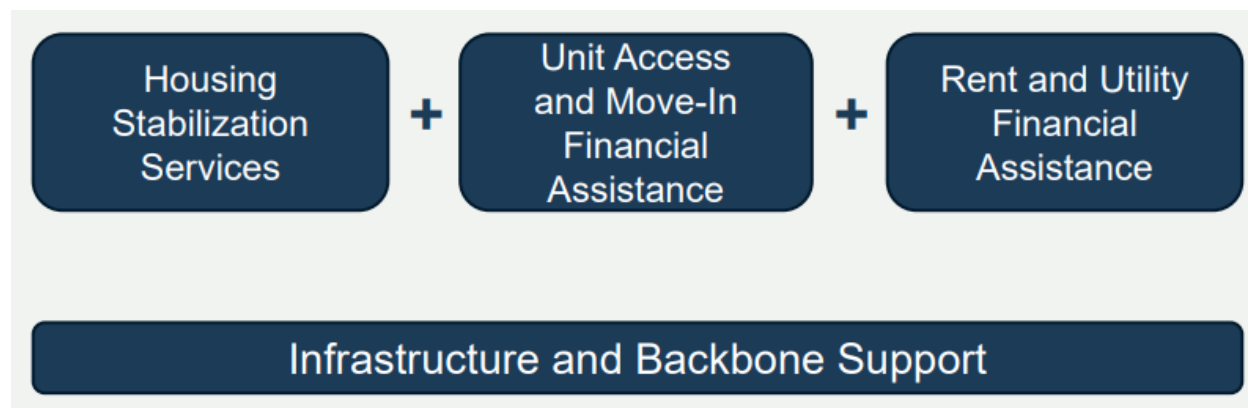 Housing
Stabilization
Services
+
Unit Access
and Move-In
Financial
Assistance
+
Rent and Utility
Financial
Assistance
Infrastructure and Backbone Support